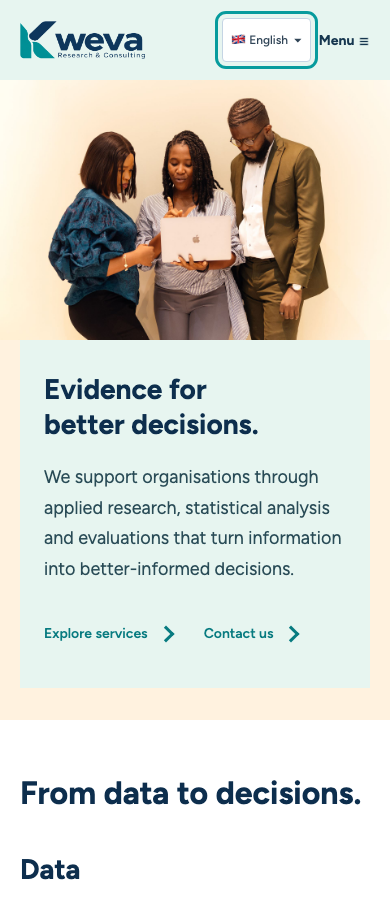 Kweva
Research & Consulting
English
Menu
Evidence for
better decisions.
We support organisations through
applied research, statistical analysis
and evaluations that turn information
into better-informed decisions.
Explore services
Contact us
From data to decisions.
Data